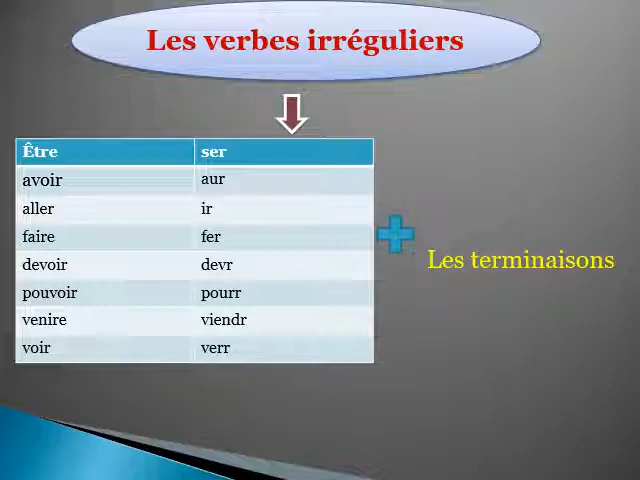 Les verbes irréguliers
Être ser
avoir aur
aller ir
faire fer
devoir devr
pouvoir pourr
venire viendr
voir verr
Les terminaisons